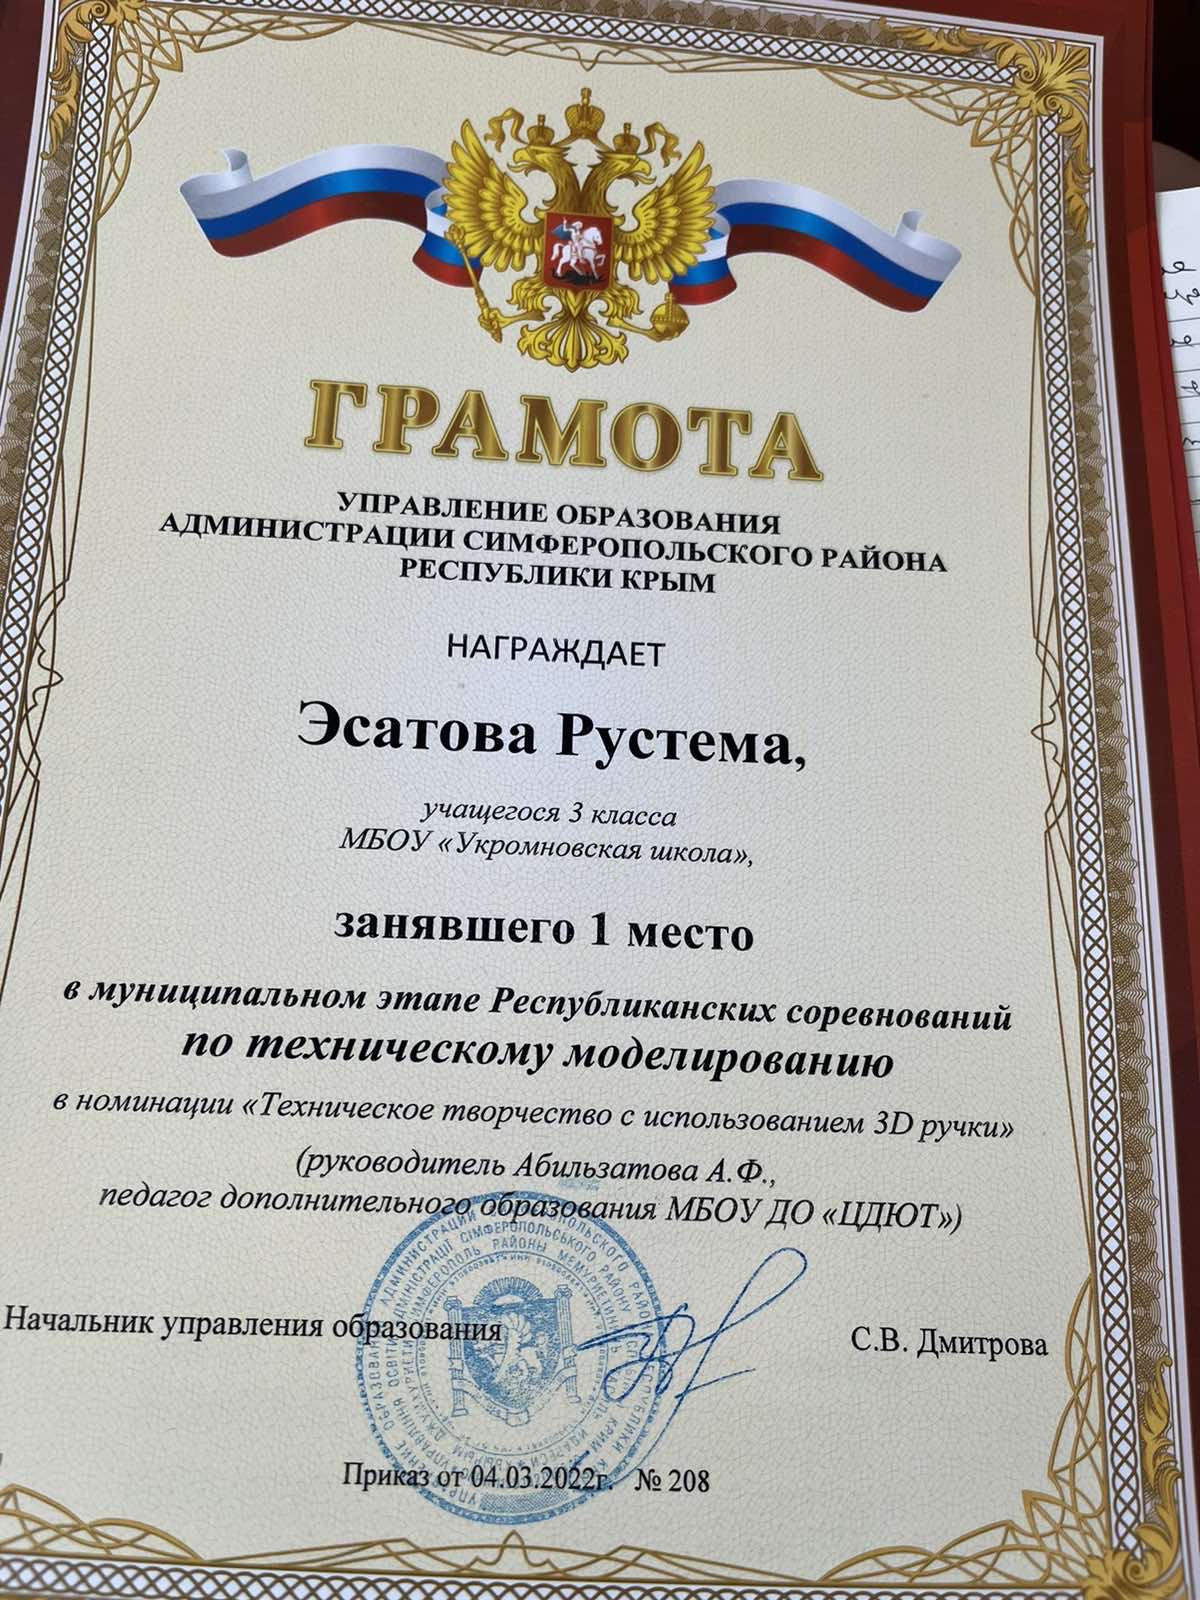 ГРАМОТА
УПРАВЛЕНИЕ ОБРАЗОВАНИЯ
АДМИНИСТРАЦИИ СИМФЕРОПОЛЬСКОГО РАЙОНА
РЕСПУБЛИКИ КРЫМ
НАГРАЖДАЕТ
Эсатова Рустема,
учащегося 3 класса
МБОУ «Укромновская школа»,
занявшего 1 место
в муниципальном этапе Республиканских соревнований
по техническому моделированию
в номинации «Техническое творчество с использованием 3D ручки»
(руководитель Абильзатова А.Ф.,
педагог дополнительного образования МБОУ ДО «ЦДЮТ»)
Начальник управления образования
С.В. Дмитрова
Приказ от 04.03.2022г. № 208